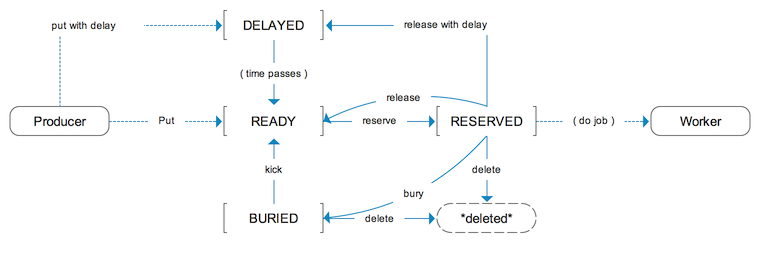 put with delay
DELAYED
release with delay
( time passes )
release
Producer
Put
READY
reserve
RESERVED
( do job )
Worker
kick
delete
bury
BURIED
delete
*deleted*